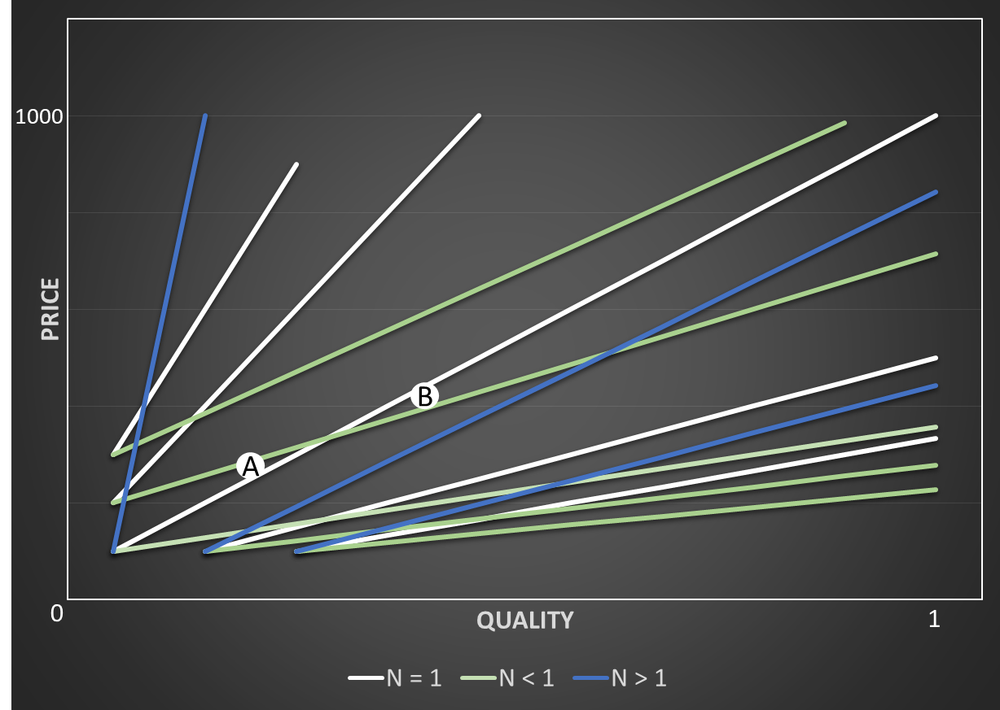 1000
PRICE
B
A
0
QUALITY
1
N = 1
N < 1
N > 1